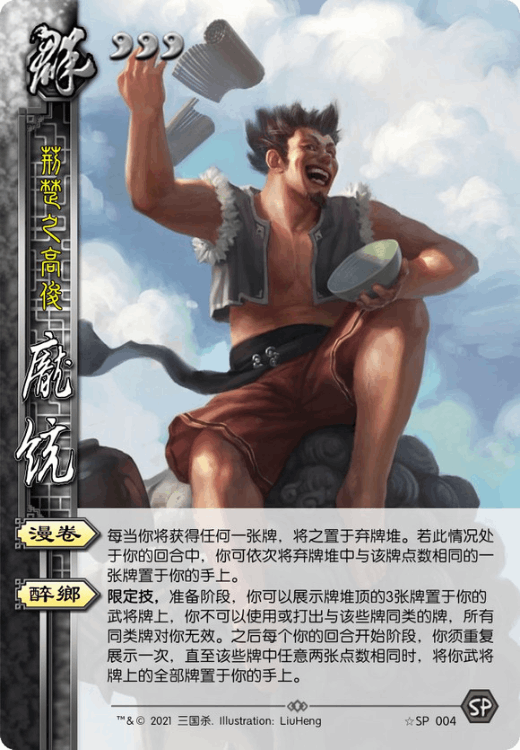 群
荊楚之高俊
龐统
漫卷
每当你将获得任何一张牌，将之置于弃牌堆。若此情况处
于你的回合中，你可依次将弃牌堆中与该牌点数相同的一
张牌置于你的手上。
醉鄉
限定技，准备阶段，你可以展示牌堆顶的3张牌置于你的
武将牌上，你不可以使用或打出与该些牌同类的牌，所有
同类牌对你无效。之后每个你的回合开始阶段，你须重复
展示一次，直至该些牌中任意两张点数相同时，将你武将
牌上的全部牌置于你的手上。
™&© 2021 三国杀. Illustration: LiuHeng
☆SP 004
SP